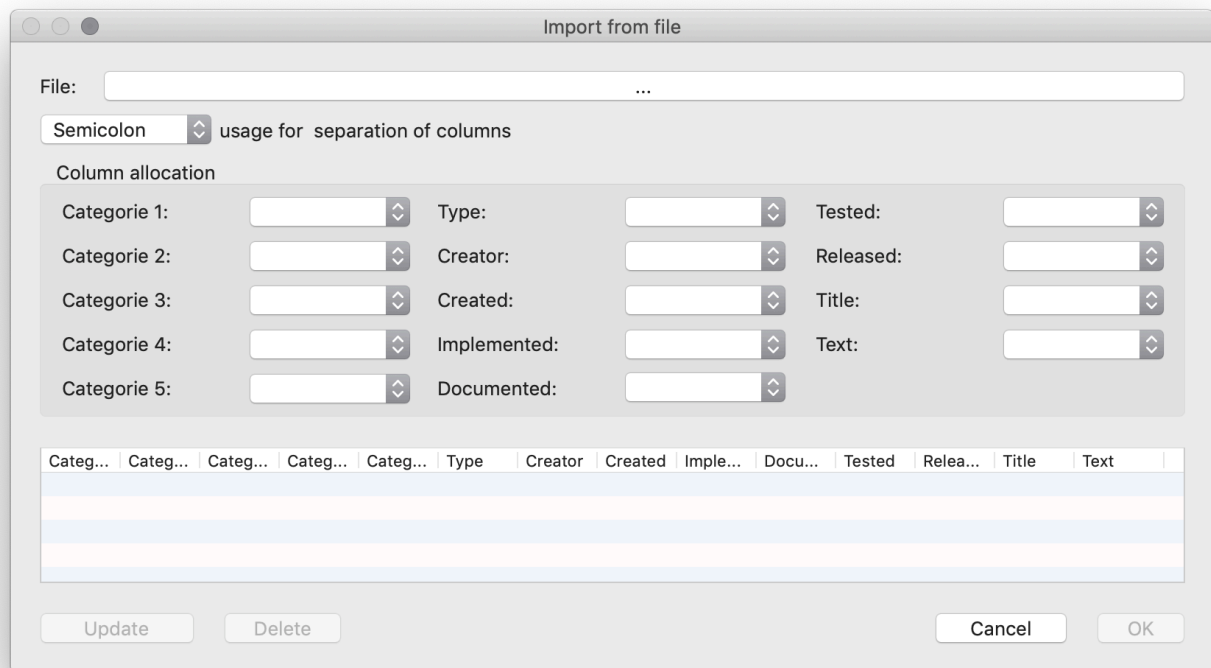 Import from file
File: ...
Semicolon usage for separation of columns
Column allocation
Categorie 1: Type: Tested:
Categorie 2: Creator: Released:
Categorie 3: Created: Title:
Categorie 4: Implemented: Text:
Categorie 5: Documented:
Categ... Categ... Categ... Categ... Categ... Type Creator Created Imple... Docu... Tested Relea... Title Text
Update Delete Cancel OK